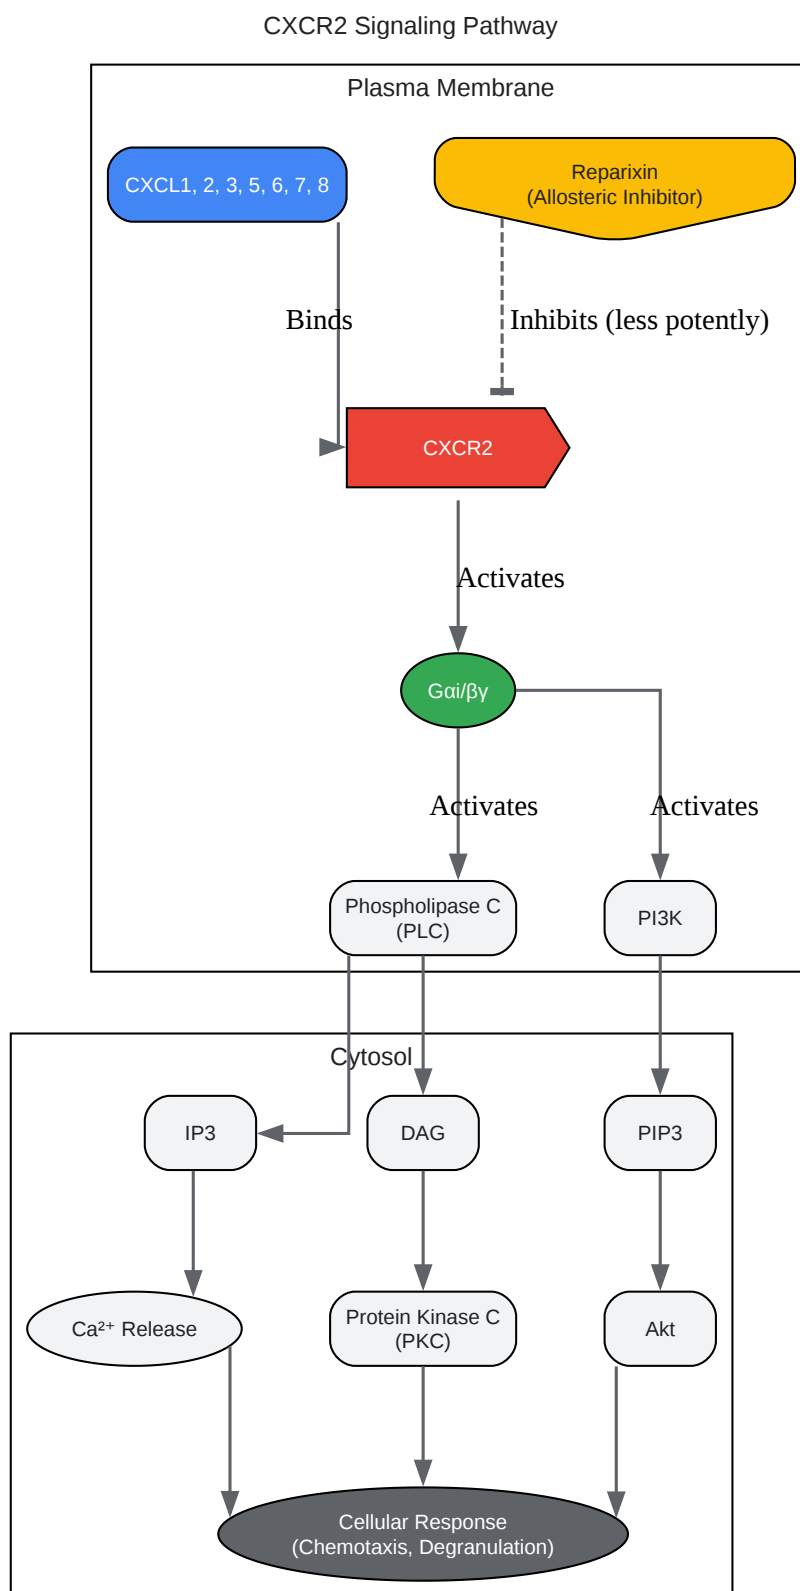 CXCR2 Signaling Pathway
Plasma Membrane
CXCL1, 2, 3, 5, 6, 7, 8
Reparixin
(Allosteric Inhibitor)
Binds
Inhibits (less potently)
CXCR2
Activates
Gαi/βγ
Activates
Activates
Phospholipase C
(PLC)
PI3K
Cytosol
IP3
DAG
PIP3
Ca²⁺ Release
Protein Kinase C
(PKC)
Akt
Cellular Response
(Chemotaxis, Degranulation)